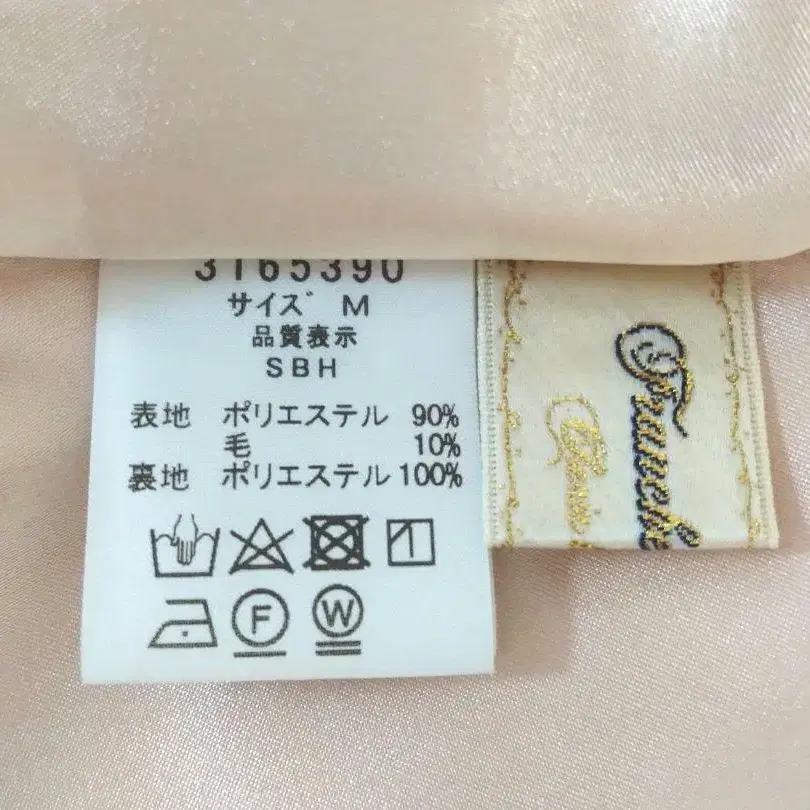 3165390
サイズ M
品質表示
SBH
表地 ポリエステル 90%
毛 10%
裏地 ポリエステル 100%
F
W
Franche